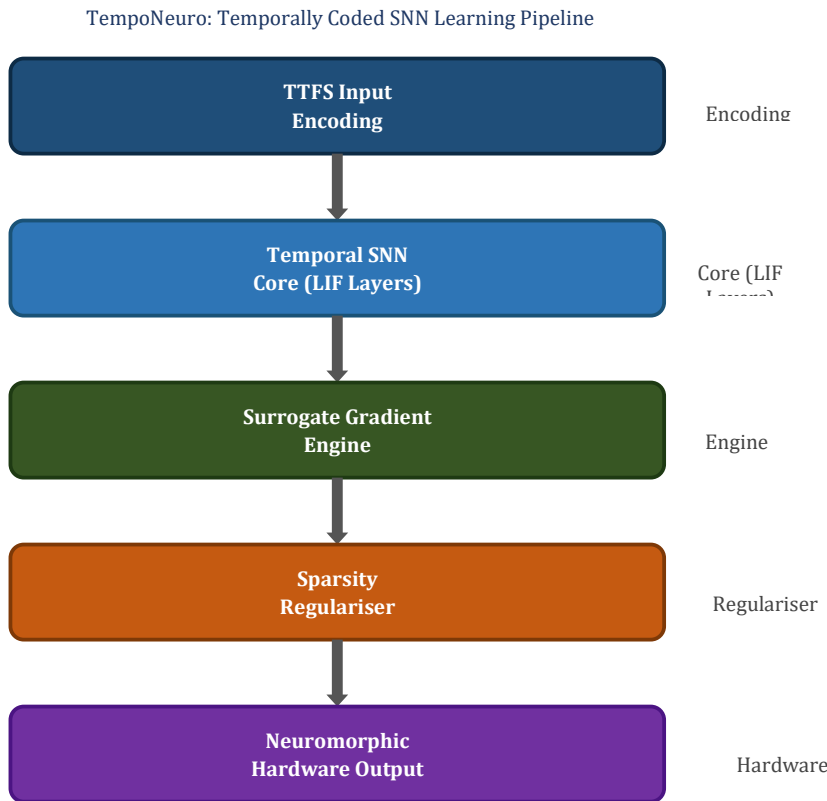 TempoNeuro: Temporally Coded SNN Learning Pipeline
TTFS Input
Encoding
Encoding
Temporal SNN
Core (LIF Layers)
Core (LIF
Layers)
Surrogate Gradient
Engine
Engine
Sparsity
Regulariser
Regulariser
Neuromorphic
Hardware Output
Hardware